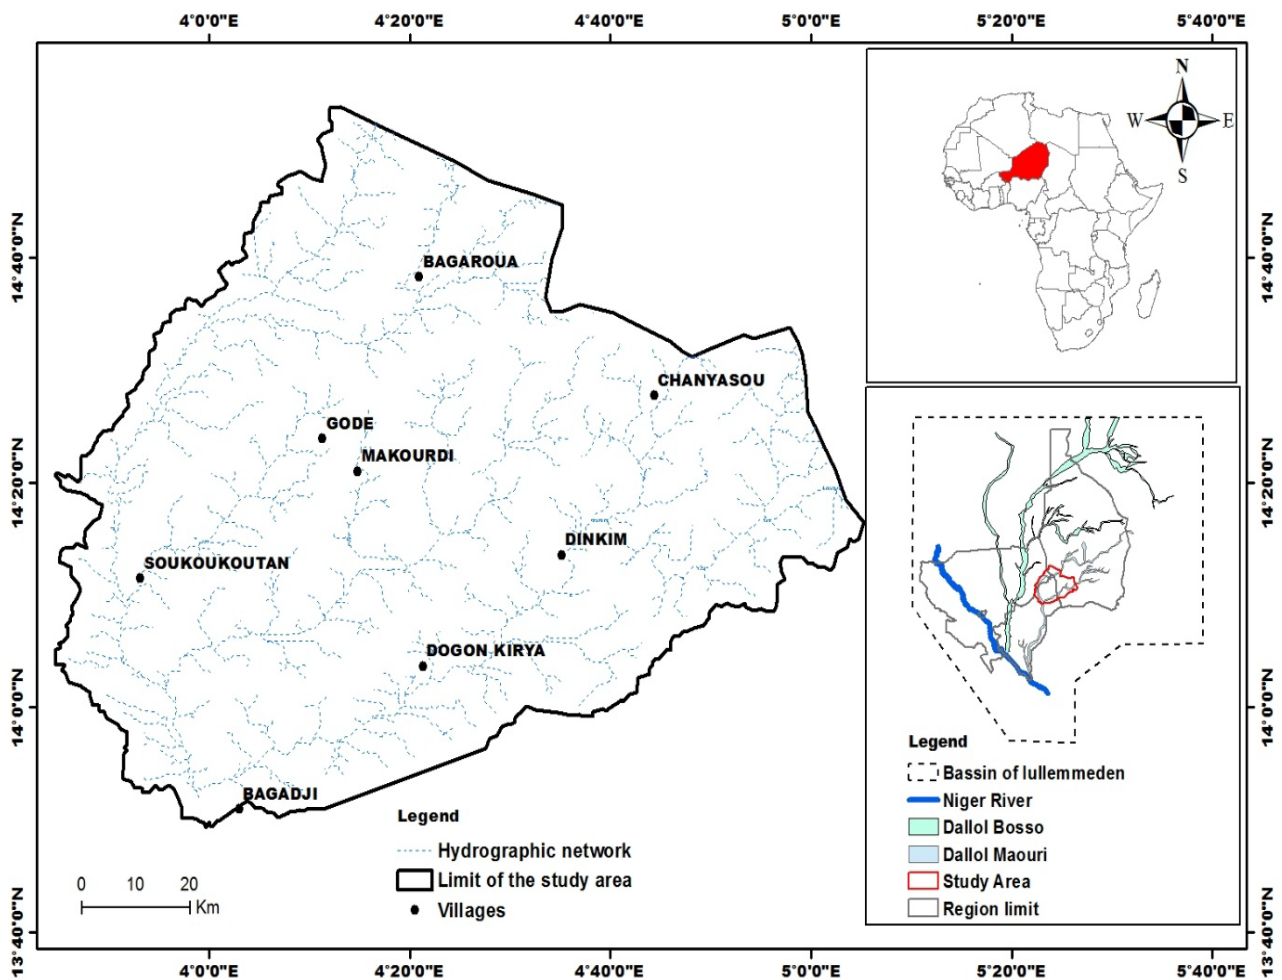 4°0'0"E 4°20'0"E 4°40'0"E 5°0'0"E 5°20'0"E 5°40'0"E
N
W E
S
14°40'0"N 14°40'0"N
BAGAROUA
CHANYASOU
GODE
MAKOURDI
14°20'0"N 14°20'0"N
DINKIM
SOUKOUKOUTAN
DOGON KIRYA
14°0'0"N 14°0'0"N
BAGADJI
Legend
Hydrographic network
Limit of the study area
Villages
0 10 20
Km
Legend
Bassin of Iullemmeden
Niger River
Dallol Bosso
Dallol Maouri
Study Area
Region limit
13°40'0"N 13°40'0"N
4°0'0"E 4°20'0"E 4°40'0"E 5°0'0"E 5°20'0"E 5°40'0"E